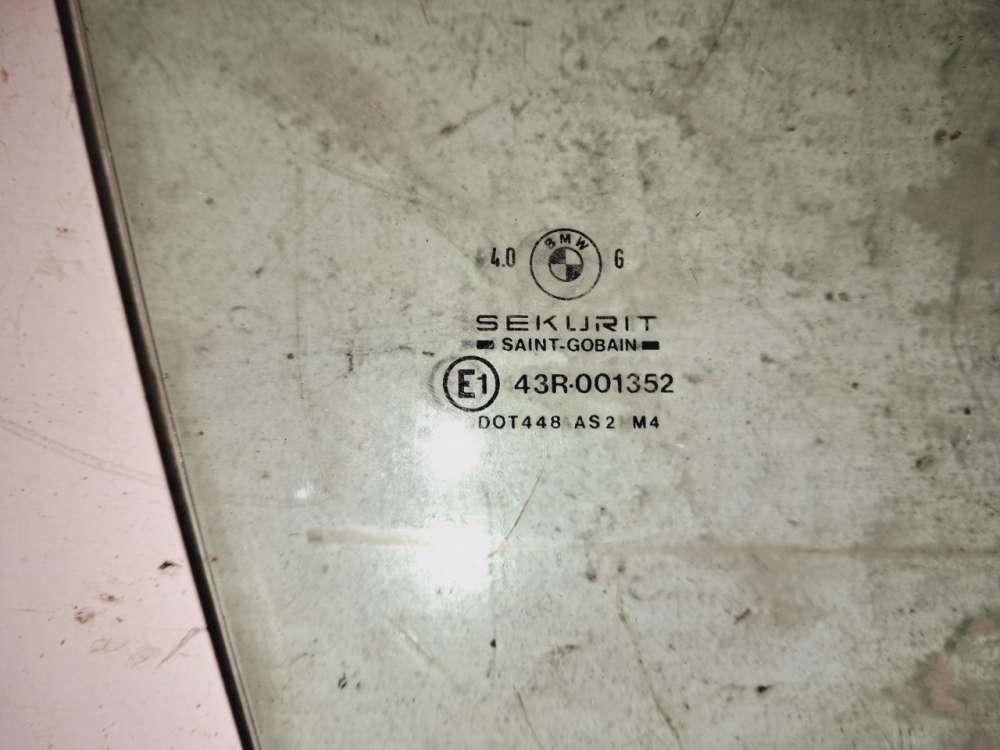 4.0 BMW G
SEKURIT
SAINT-GOBAIN
E1 43R·001352
DOT448 AS2 M4